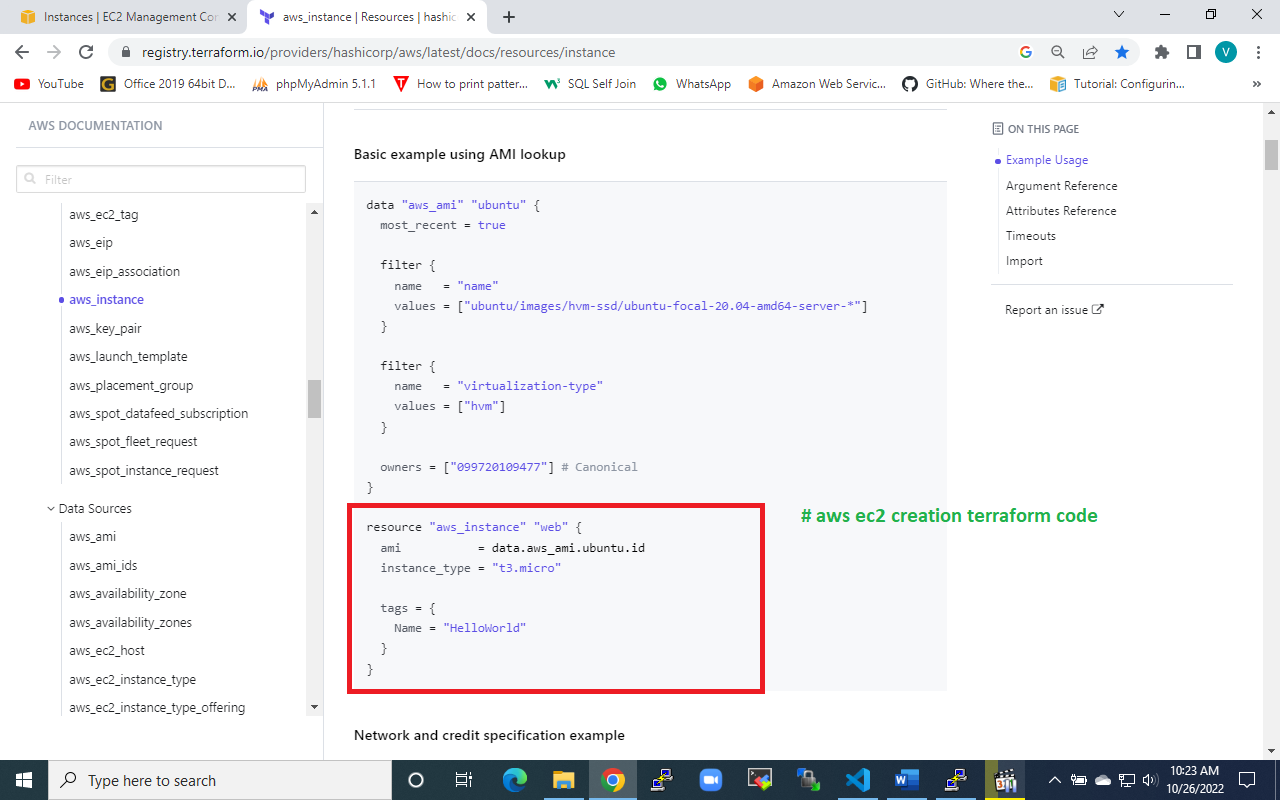 Instances | EC2 Management Con
aws_instance | Resources | hashic
registry.terraform.io/providers/hashicorp/aws/latest/docs/resources/instance
V
YouTube
Office 2019 64bit D...
phpMyAdmin 5.1.1
How to print patter...
SQL Self Join
WhatsApp
Amazon Web Servic...
GitHub: Where the...
Tutorial: Configurin...
»
AWS DOCUMENTATION
Filter
aws_ec2_tag
aws_eip
aws_eip_association
aws_instance
aws_key_pair
aws_launch_template
aws_placement_group
aws_spot_datafeed_subscription
aws_spot_fleet_request
aws_spot_instance_request
Data Sources
aws_ami
aws_ami_ids
aws_availability_zone
aws_availability_zones
aws_ec2_host
aws_ec2_instance_type
aws_ec2_instance_type_offering
Basic example using AMI lookup
data "aws_ami" "ubuntu" {
most_recent = true
filter {
name   = "name"
values = ["ubuntu/images/hvm-ssd/ubuntu-focal-20.04-amd64-server-*"]
}
filter {
name   = "virtualization-type"
values = ["hvm"]
}
owners = ["099720109477"] # Canonical
}
resource "aws_instance" "web" {
ami           = data.aws_ami.ubuntu.id
instance_type = "t3.micro"
tags = {
Name = "HelloWorld"
}
}
# aws ec2 creation terraform code
Network and credit specification example
ON THIS PAGE
Example Usage
Argument Reference
Attributes Reference
Timeouts
Import
Report an issue
Type here to search
10:23 AM
10/26/2022